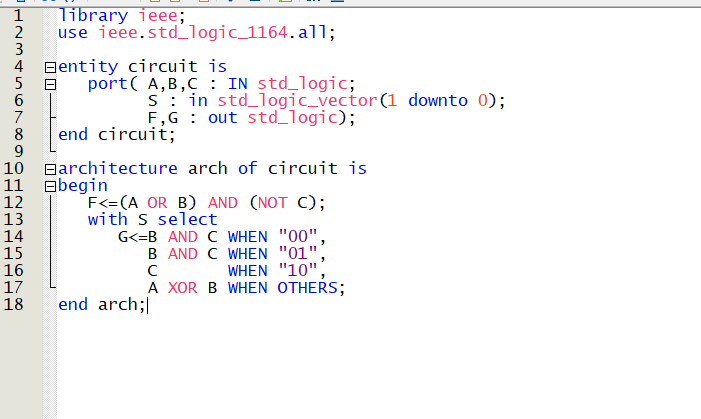 1 library ieee;
2 use ieee.std_logic_1164.all;
3
4 entity circuit is
5 port( A,B,C : IN std_logic;
6 S : in std_logic_vector(1 downto 0);
7 F,G : out std_logic);
8 end circuit;
9
10 architecture arch of circuit is
11 begin
12 F<=(A OR B) AND (NOT C);
13 with S select
14 G<=B AND C WHEN "00",
15 B AND C WHEN "01",
16 C WHEN "10",
17 A XOR B WHEN OTHERS;
18 end arch;